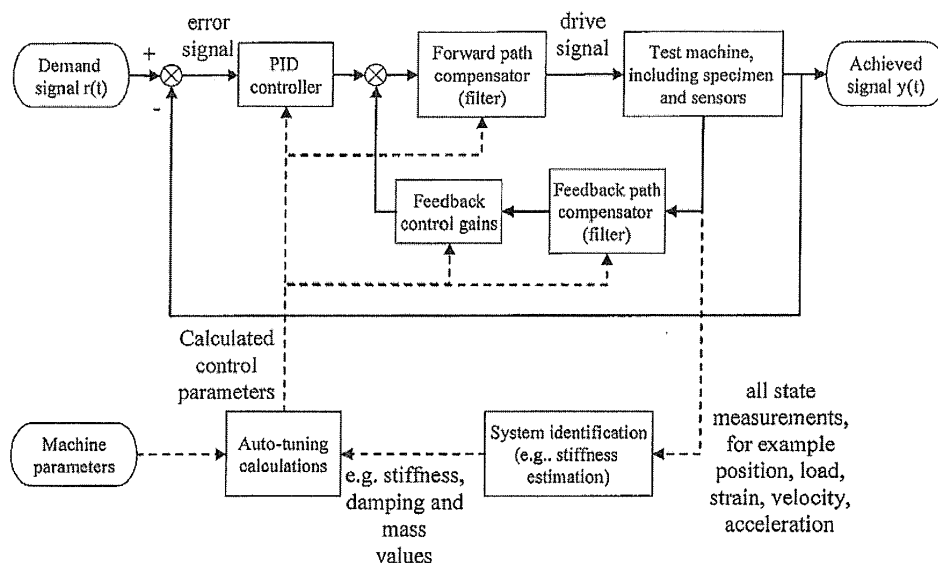 error
signal
drive
signal
Demand
signal r(t)
+
-
PID
controller
Forward path
compensator
(filter)
Test machine,
including specimen
and sensors
Achieved
signal y(t)
Feedback
control gains
Feedback path
compensator
(filter)
Calculated
control
parameters
all state
measurements,
for example
position, load,
strain, velocity,
acceleration
Machine
parameters
Auto-tuning
calculations
System identification
(e.g.. stiffness
estimation)
e.g. stiffness,
damping and
mass
values